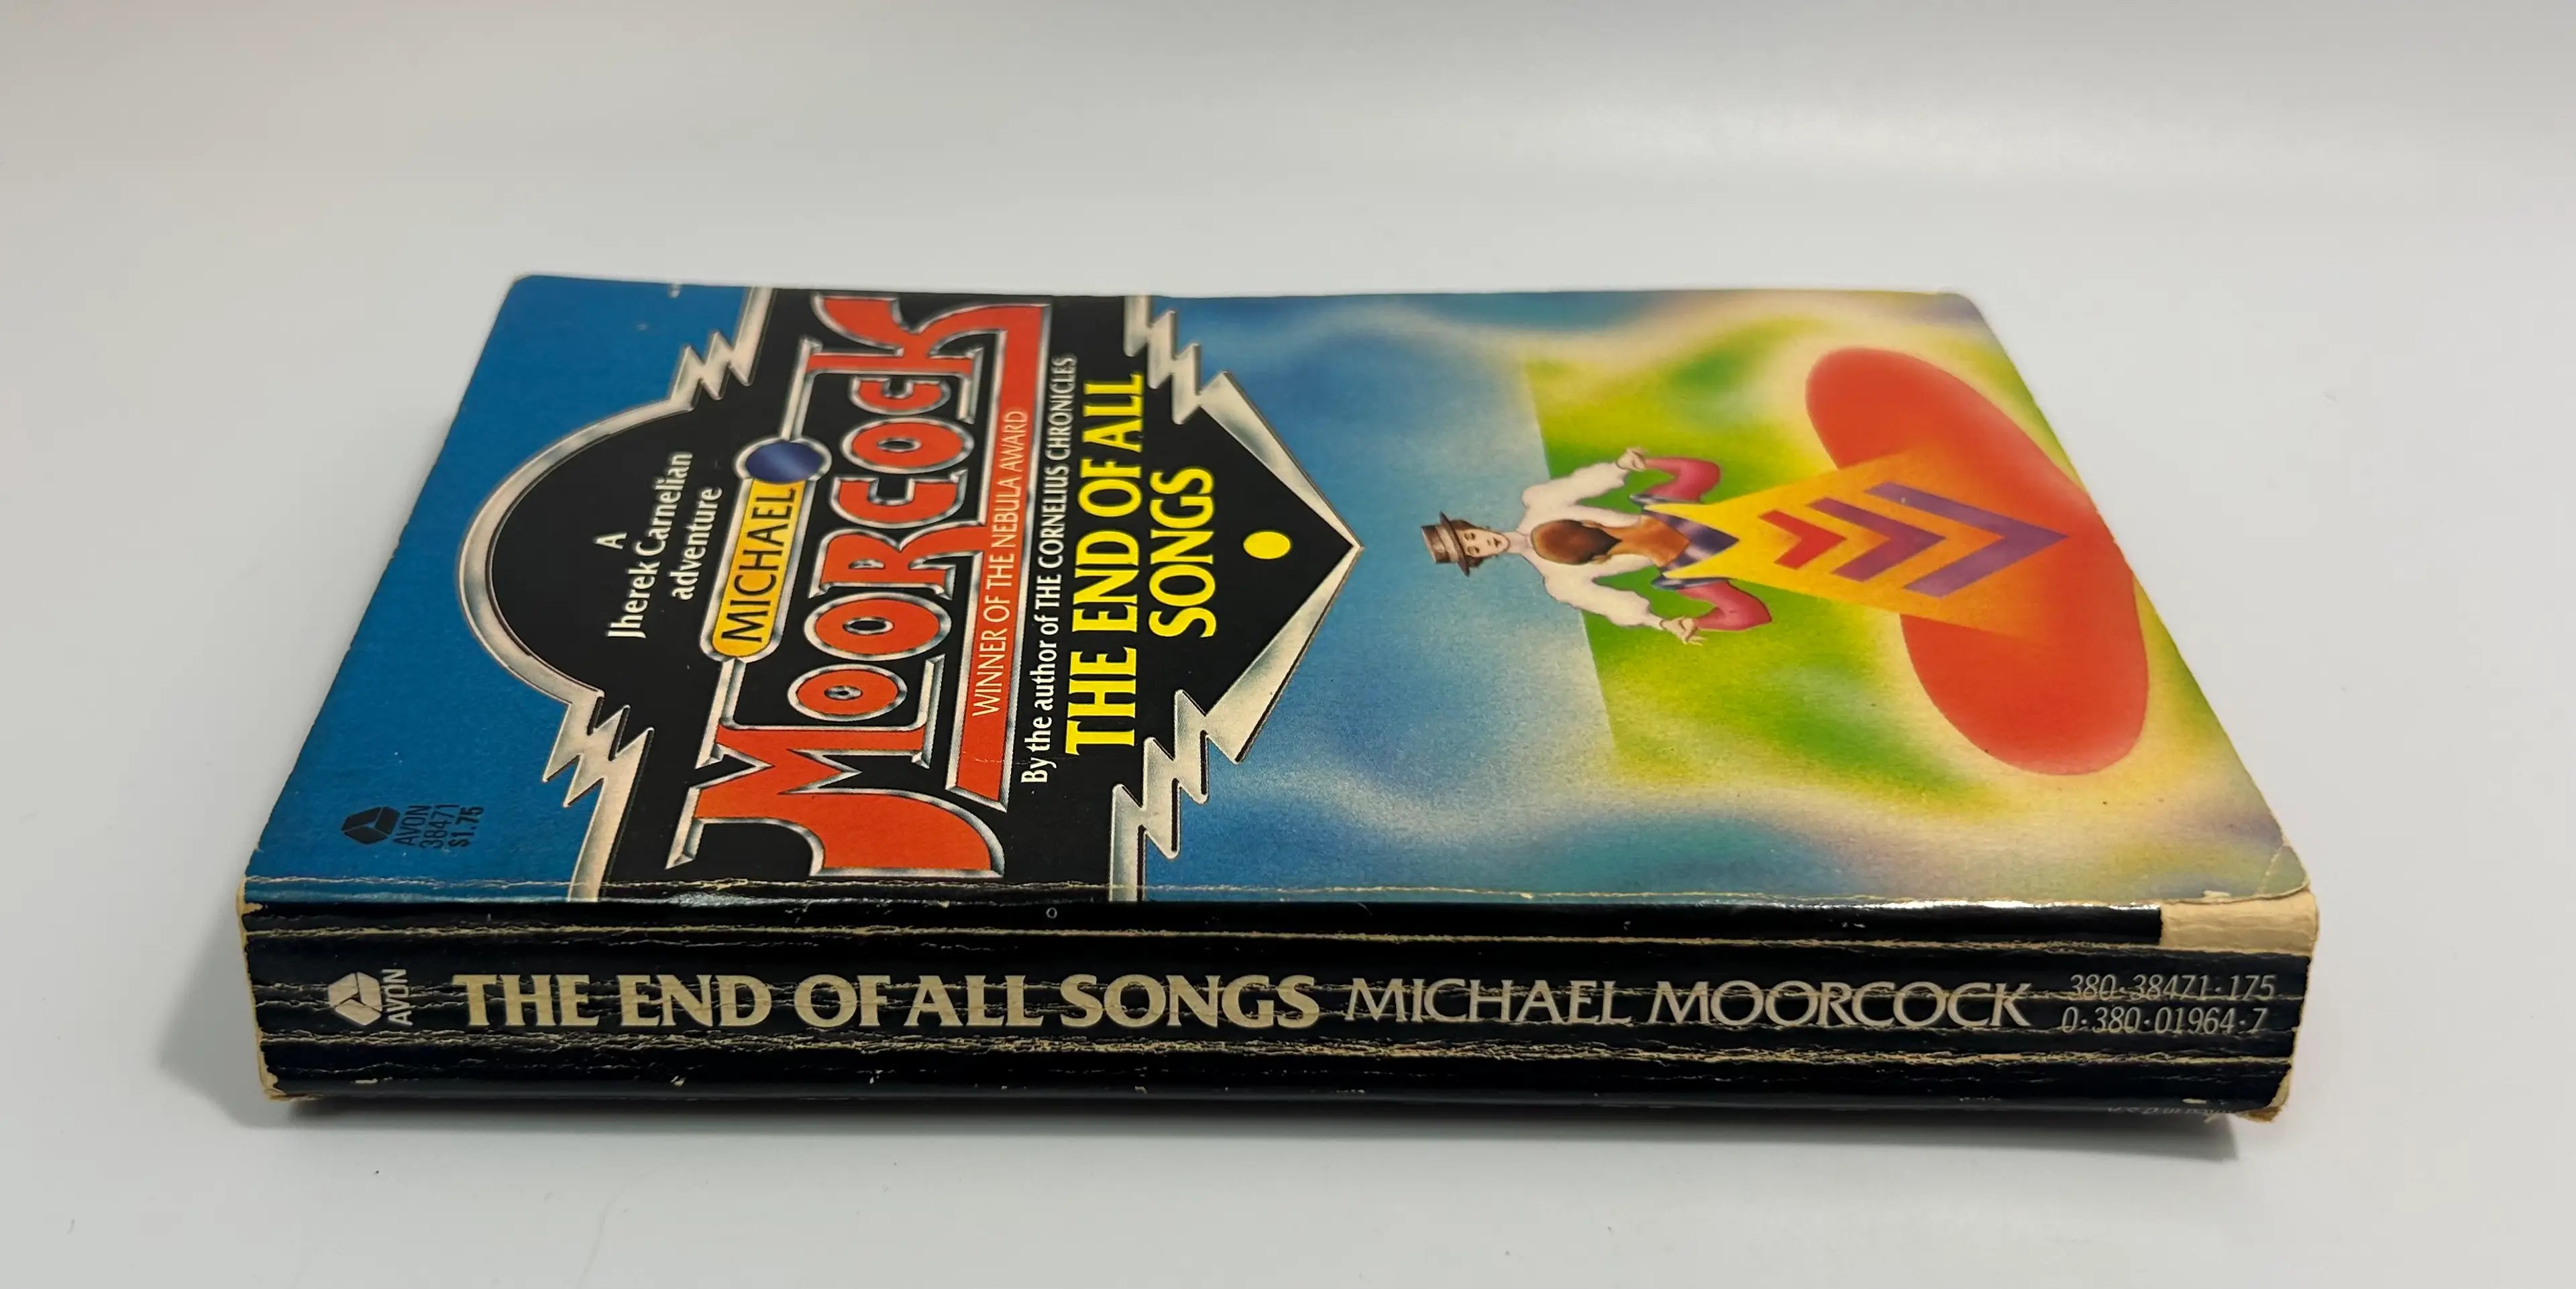 AVON
38471
$1.75
A
Jherek Carnelian
adventure
MICHAEL
MOORCOCK
WINNER OF THE NEBULA AWARD
By the author of THE CORNELIUS CHRONICLES
THE END OF ALL
SONGS
AVON
THE END OF ALL SONGS MICHAEL MOORCOCK
380·38471·175
0·380·01964·7